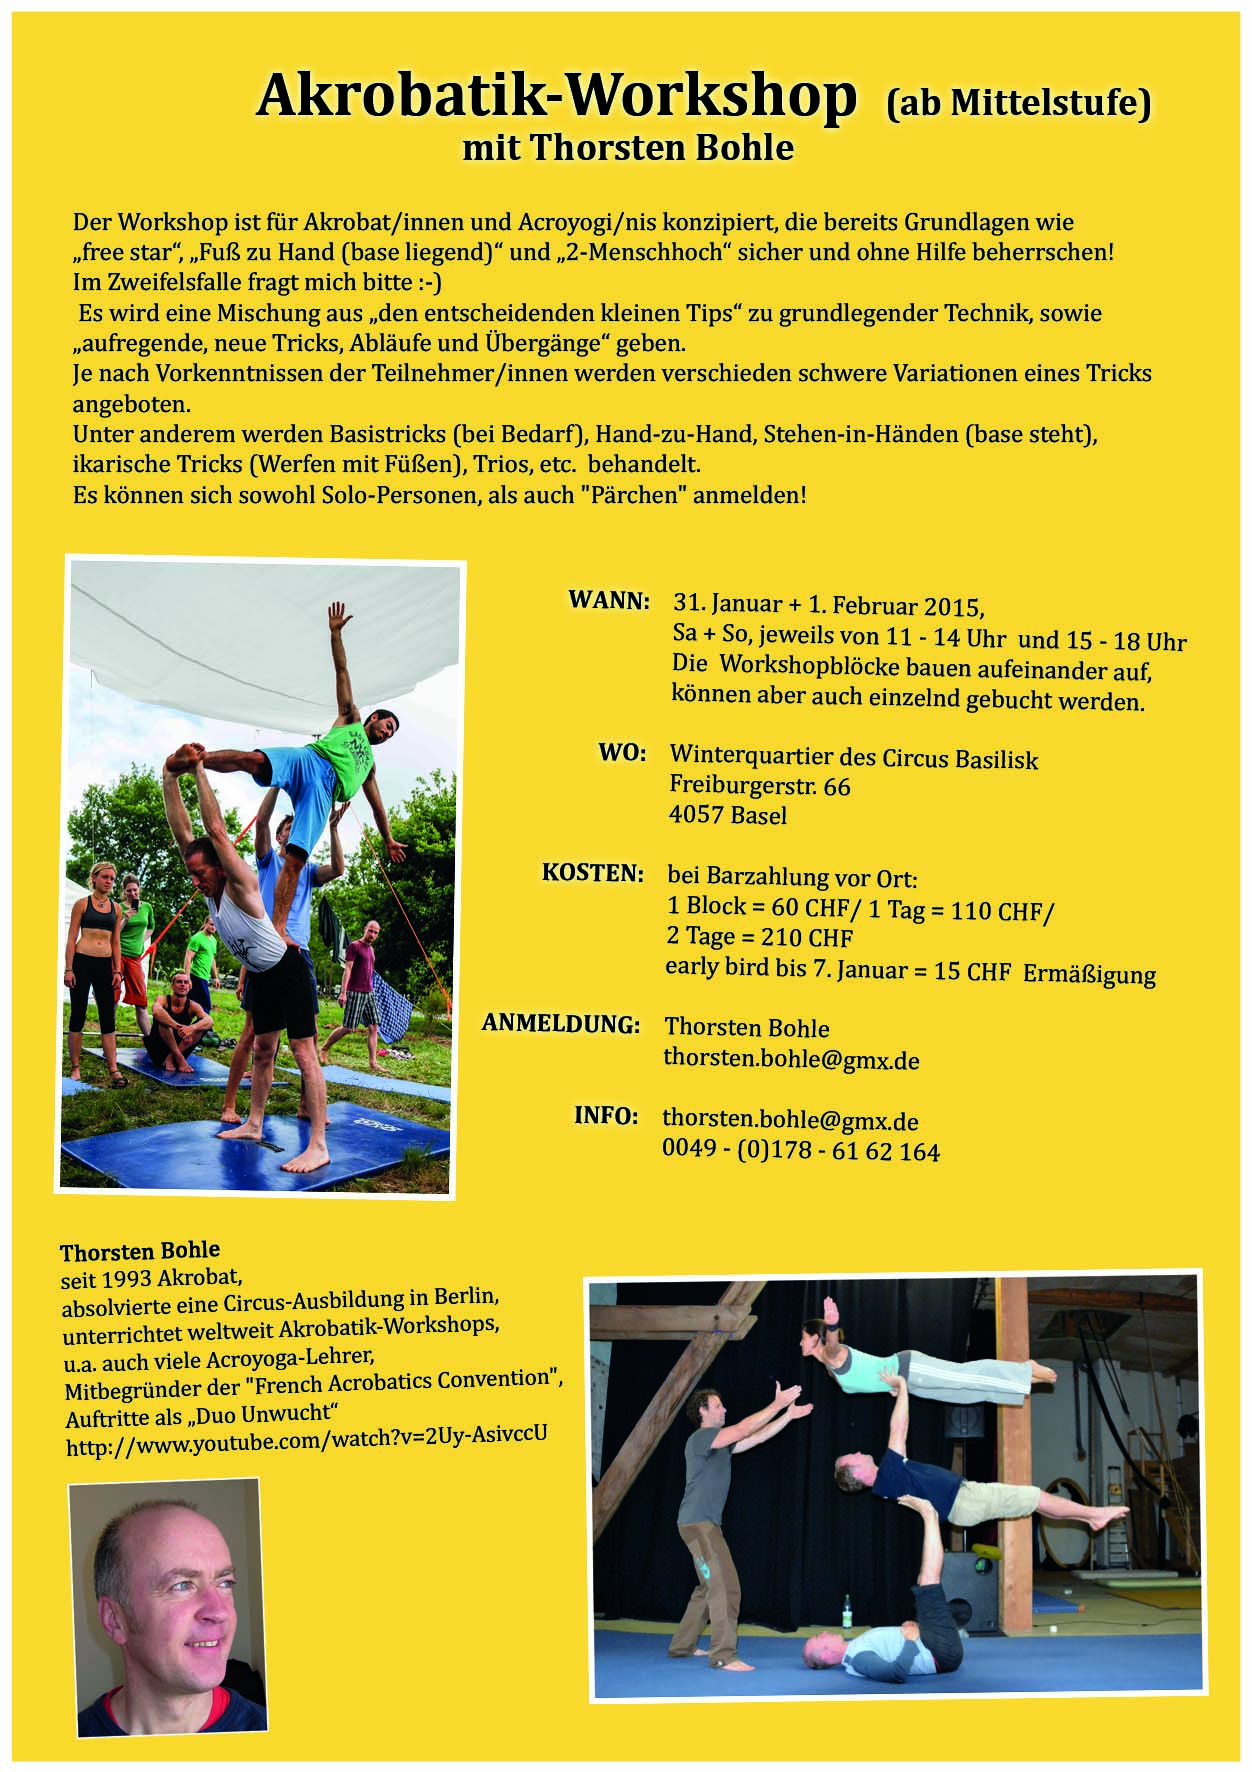 Akrobatik-Workshop (ab Mittelstufe)
mit Thorsten Bohle
Der Workshop ist für Akrobat/innen und Acroyogi/nis konzipiert, die bereits Grundlagen wie
„free star“, „Fuß zu Hand (base liegend)“ und „2-Menschhoch“ sicher und ohne Hilfe beherrschen!
Im Zweifelsfalle fragt mich bitte :-)
Es wird eine Mischung aus „den entscheidenden kleinen Tips“ zu grundlegender Technik, sowie
„aufregende, neue Tricks, Abläufe und Übergänge“ geben.
Je nach Vorkenntnissen der Teilnehmer/innen werden verschieden schwere Variationen eines Tricks
angeboten.
Unter anderem werden Basistricks (bei Bedarf), Hand-zu-Hand, Stehen-in-Händen (base steht),
ikarische Tricks (Werfen mit Füßen), Trios, etc. behandelt.
Es können sich sowohl Solo-Personen, als auch "Pärchen" anmelden!
WANN: 31. Januar + 1. Februar 2015,
Sa + So, jeweils von 11 - 14 Uhr und 15 - 18 Uhr
Die Workshopblöcke bauen aufeinander auf,
können aber auch einzelnd gebucht werden.
WO: Winterquartier des Circus Basilisk
Freiburgerstr. 66
4057 Basel
KOSTEN: bei Barzahlung vor Ort:
1 Block = 60 CHF/ 1 Tag = 110 CHF/
2 Tage = 210 CHF
early bird bis 7. Januar = 15 CHF Ermäßigung
ANMELDUNG: Thorsten Bohle
thorsten.bohle@gmx.de
INFO: thorsten.bohle@gmx.de
0049 - (0)178 - 61 62 164
Thorsten Bohle
seit 1993 Akrobat,
absolvierte eine Circus-Ausbildung in Berlin,
unterrichtet weltweit Akrobatik-Workshops,
u.a. auch viele Acroyoga-Lehrer,
Mitbegründer der "French Acrobatics Convention",
Auftritte als „Duo Unwucht“
http://www.youtube.com/watch?v=2Uy-AsivccU